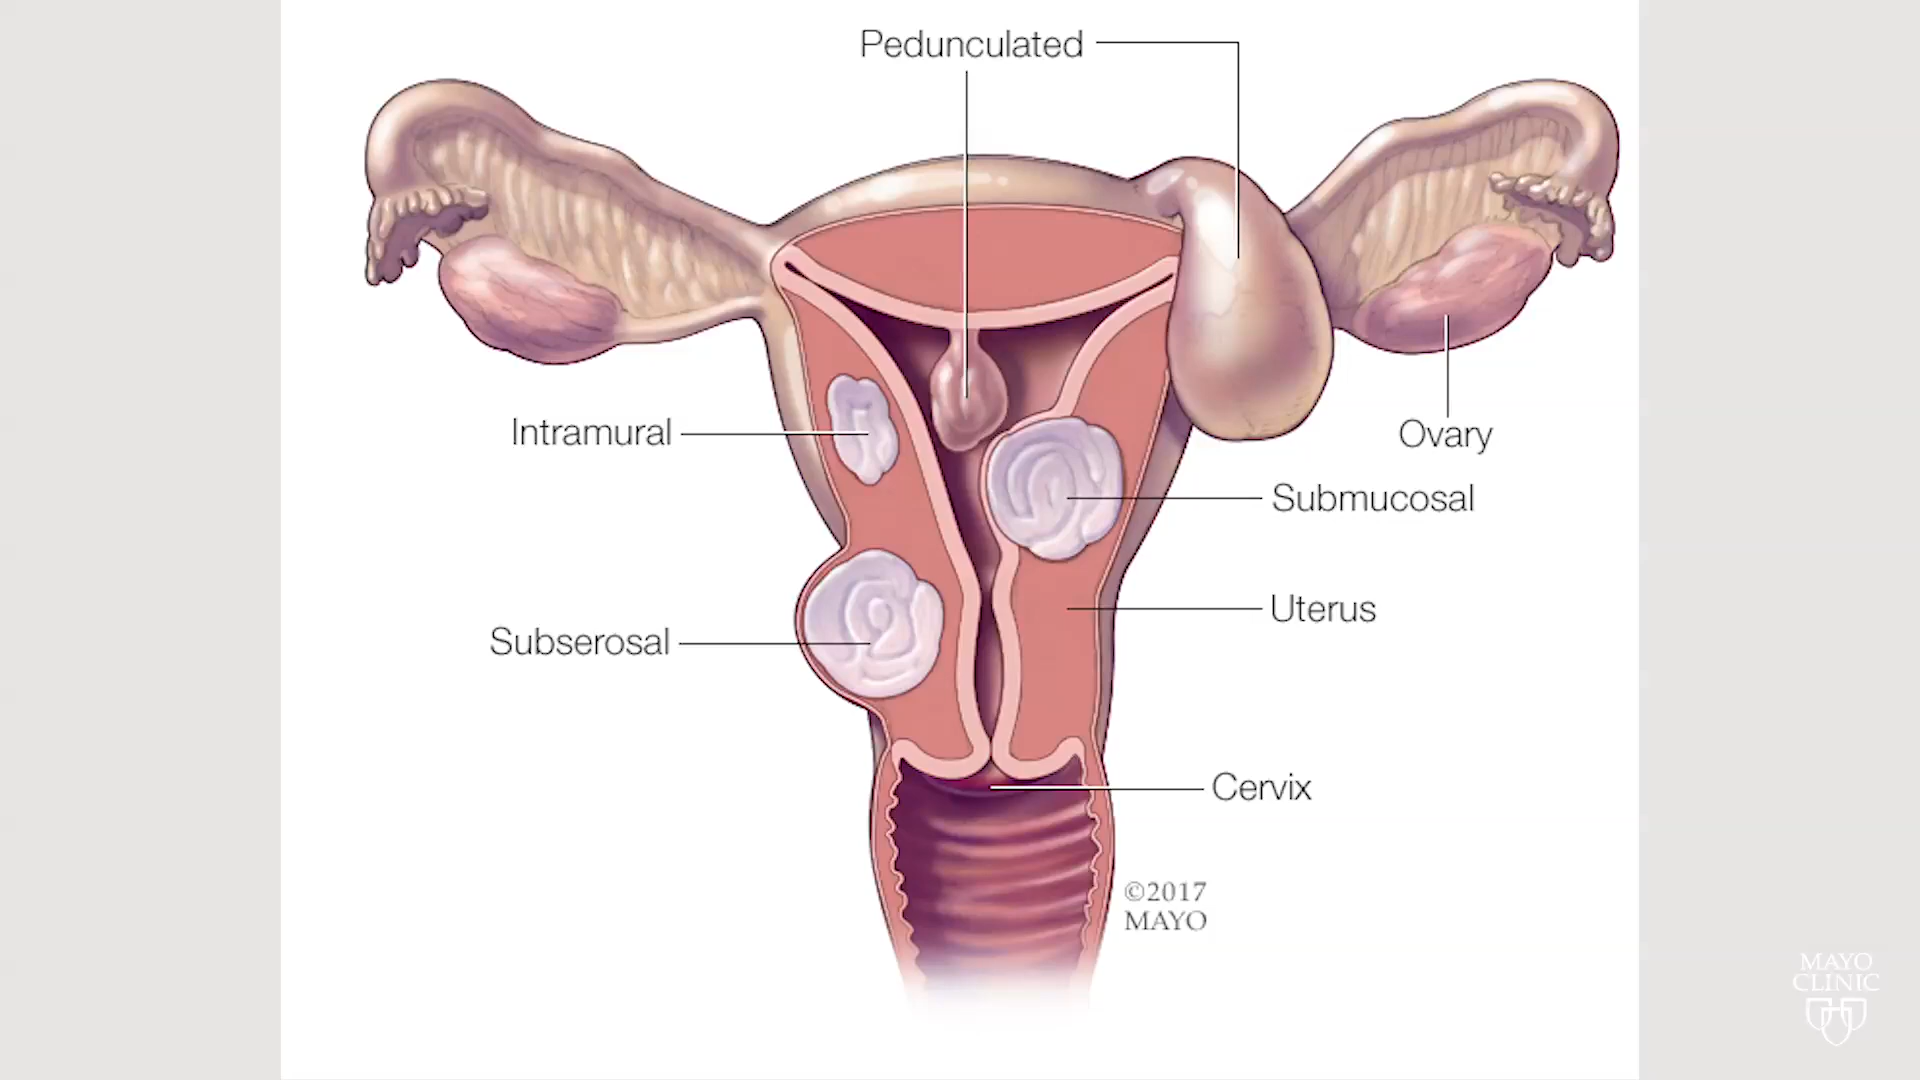 Pedunculated
Intramural
Ovary
Submucosal
Uterus
Subserosal
Cervix
©2017
MAYO
MAYO
CLINIC